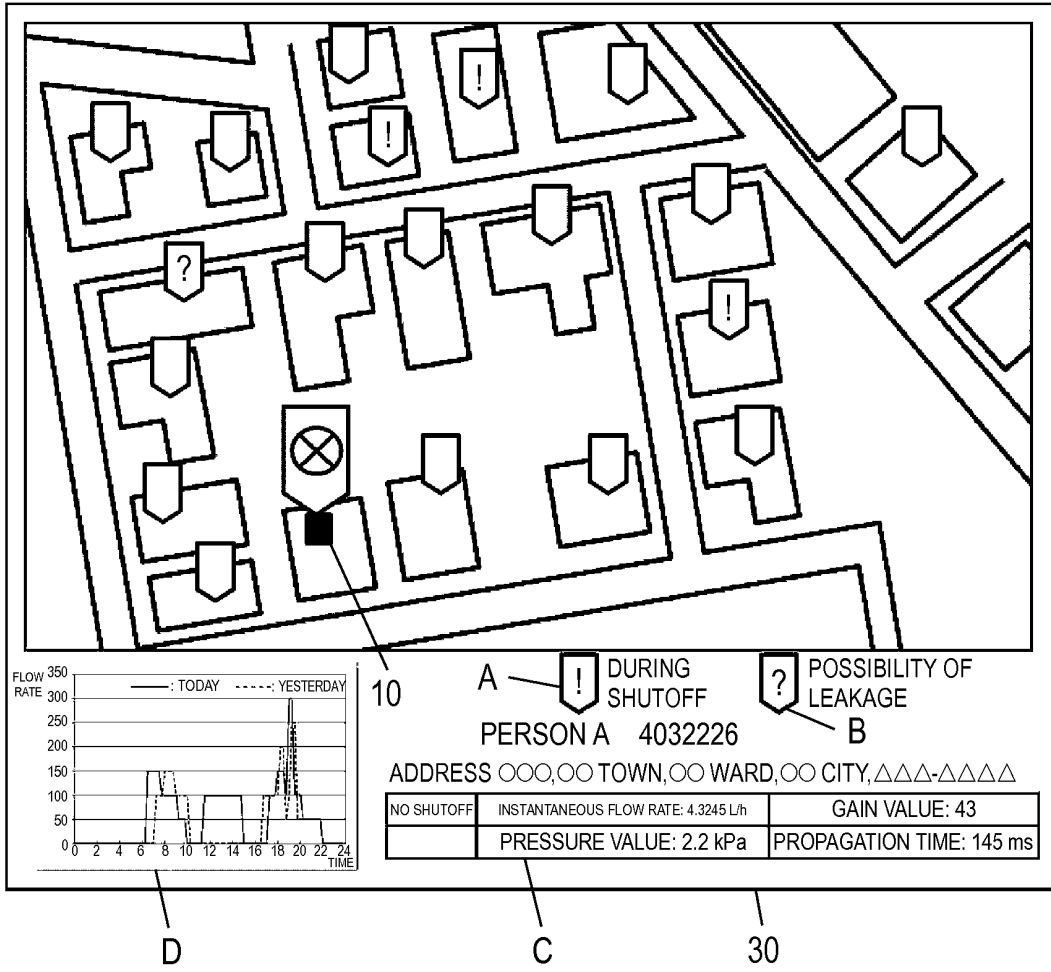 !
!
?
!
10
FLOW
RATE
350
300
250
200
150
100
50
0
: TODAY : YESTERDAY
0 2 4 6 8 10 12 14 16 18 20 22 24
TIME
A ! DURING
SHUTOFF
? POSSIBILITY OF
LEAKAGE
B
PERSON A 4032226
ADDRESS ○○○,○○ TOWN,○○ WARD,○○ CITY,△△△-△△△△
NO SHUTOFF INSTANTANEOUS FLOW RATE: 4.3245 L/h GAIN VALUE: 43
PRESSURE VALUE: 2.2 kPa PROPAGATION TIME: 145 ms
D C 30